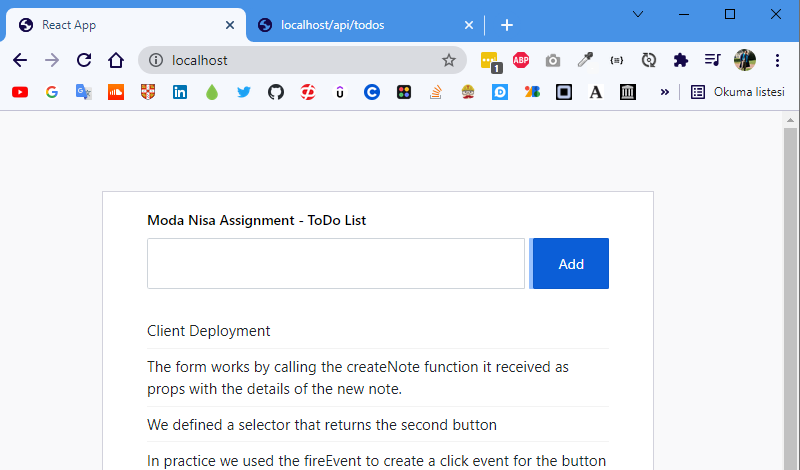 React App
localhost/api/todos
localhost
1
ABP
Okuma listesi
Moda Nisa Assignment - ToDo List
Add
Client Deployment
The form works by calling the createNote function it received as
props with the details of the new note.
We defined a selector that returns the second button
In practice we used the fireEvent to create a click event for the button